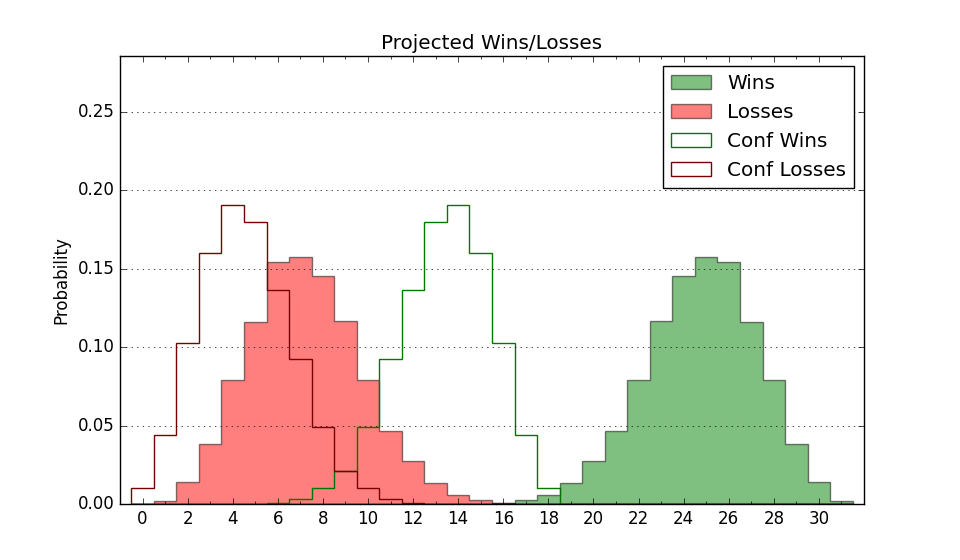 Projected Wins/Losses
Wins
Losses
Conf Wins
Conf Losses
Probability
0.25
0.20
0.15
0.10
0.05
0.00
0 2 4 6 8 10 12 14 16 18 20 22 24 26 28 30